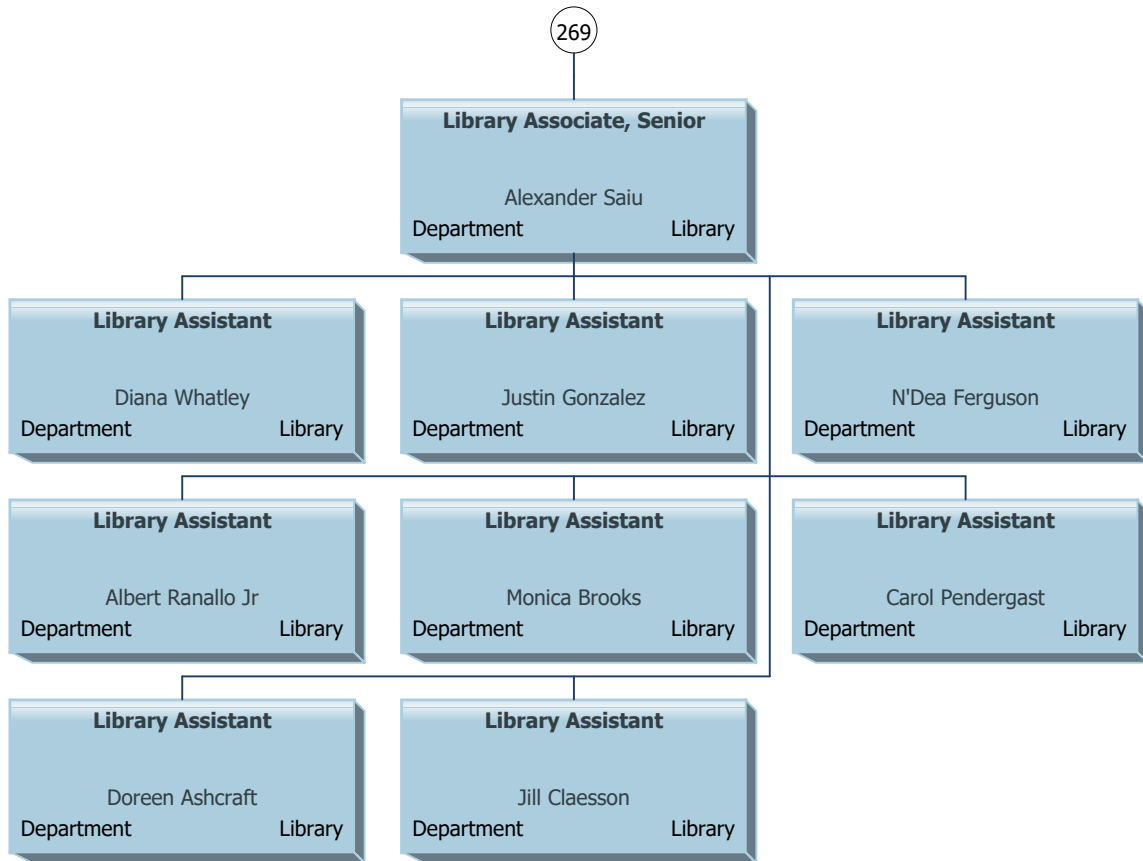 269
Library Associate, Senior
Alexander Saiu
Department Library
Library Assistant Library Assistant Library Assistant
Diana Whatley Justin Gonzalez N'Dea Ferguson
Department Library Department Library Department Library
Library Assistant Library Assistant Library Assistant
Albert Ranallo Jr Monica Brooks Carol Pendergast
Department Library Department Library Department Library
Library Assistant Library Assistant
Doreen Ashcraft Jill Claesson
Department Library Department Library